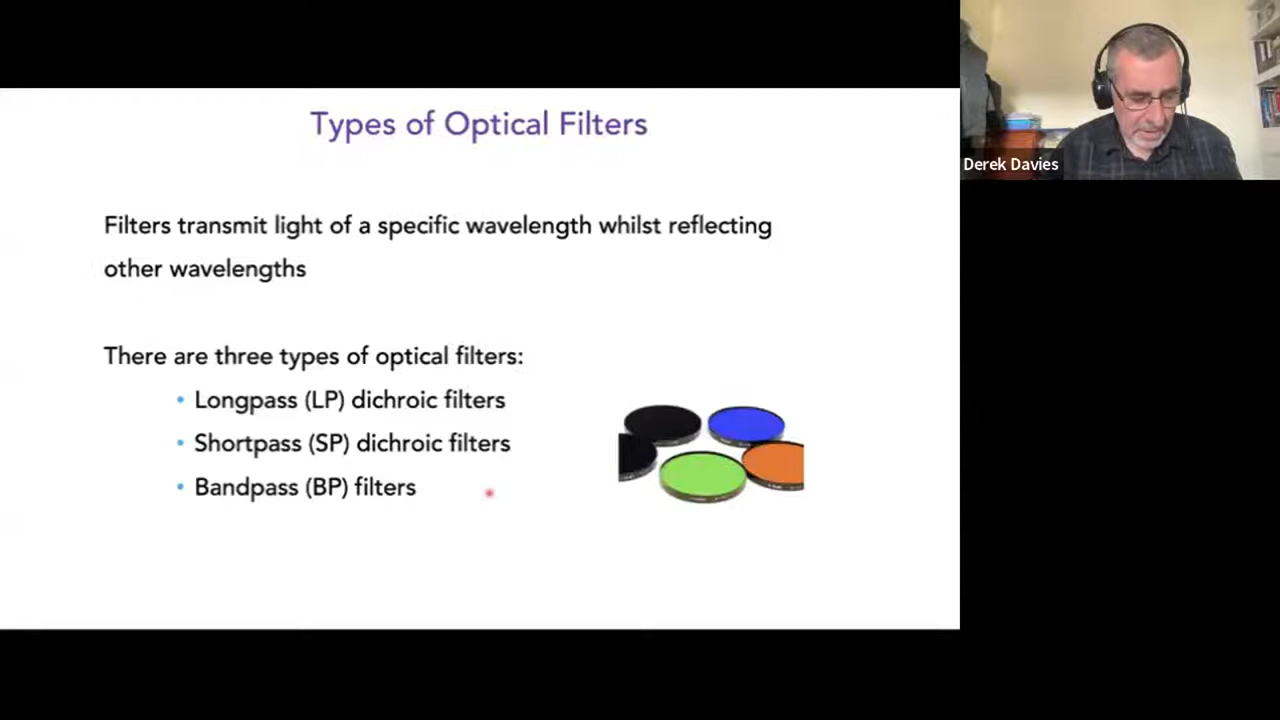 Types of Optical Filters
Filters transmit light of a specific wavelength whilst reflecting
other wavelengths
There are three types of optical filters:
• Longpass (LP) dichroic filters
• Shortpass (SP) dichroic filters
• Bandpass (BP) filters
Derek Davies